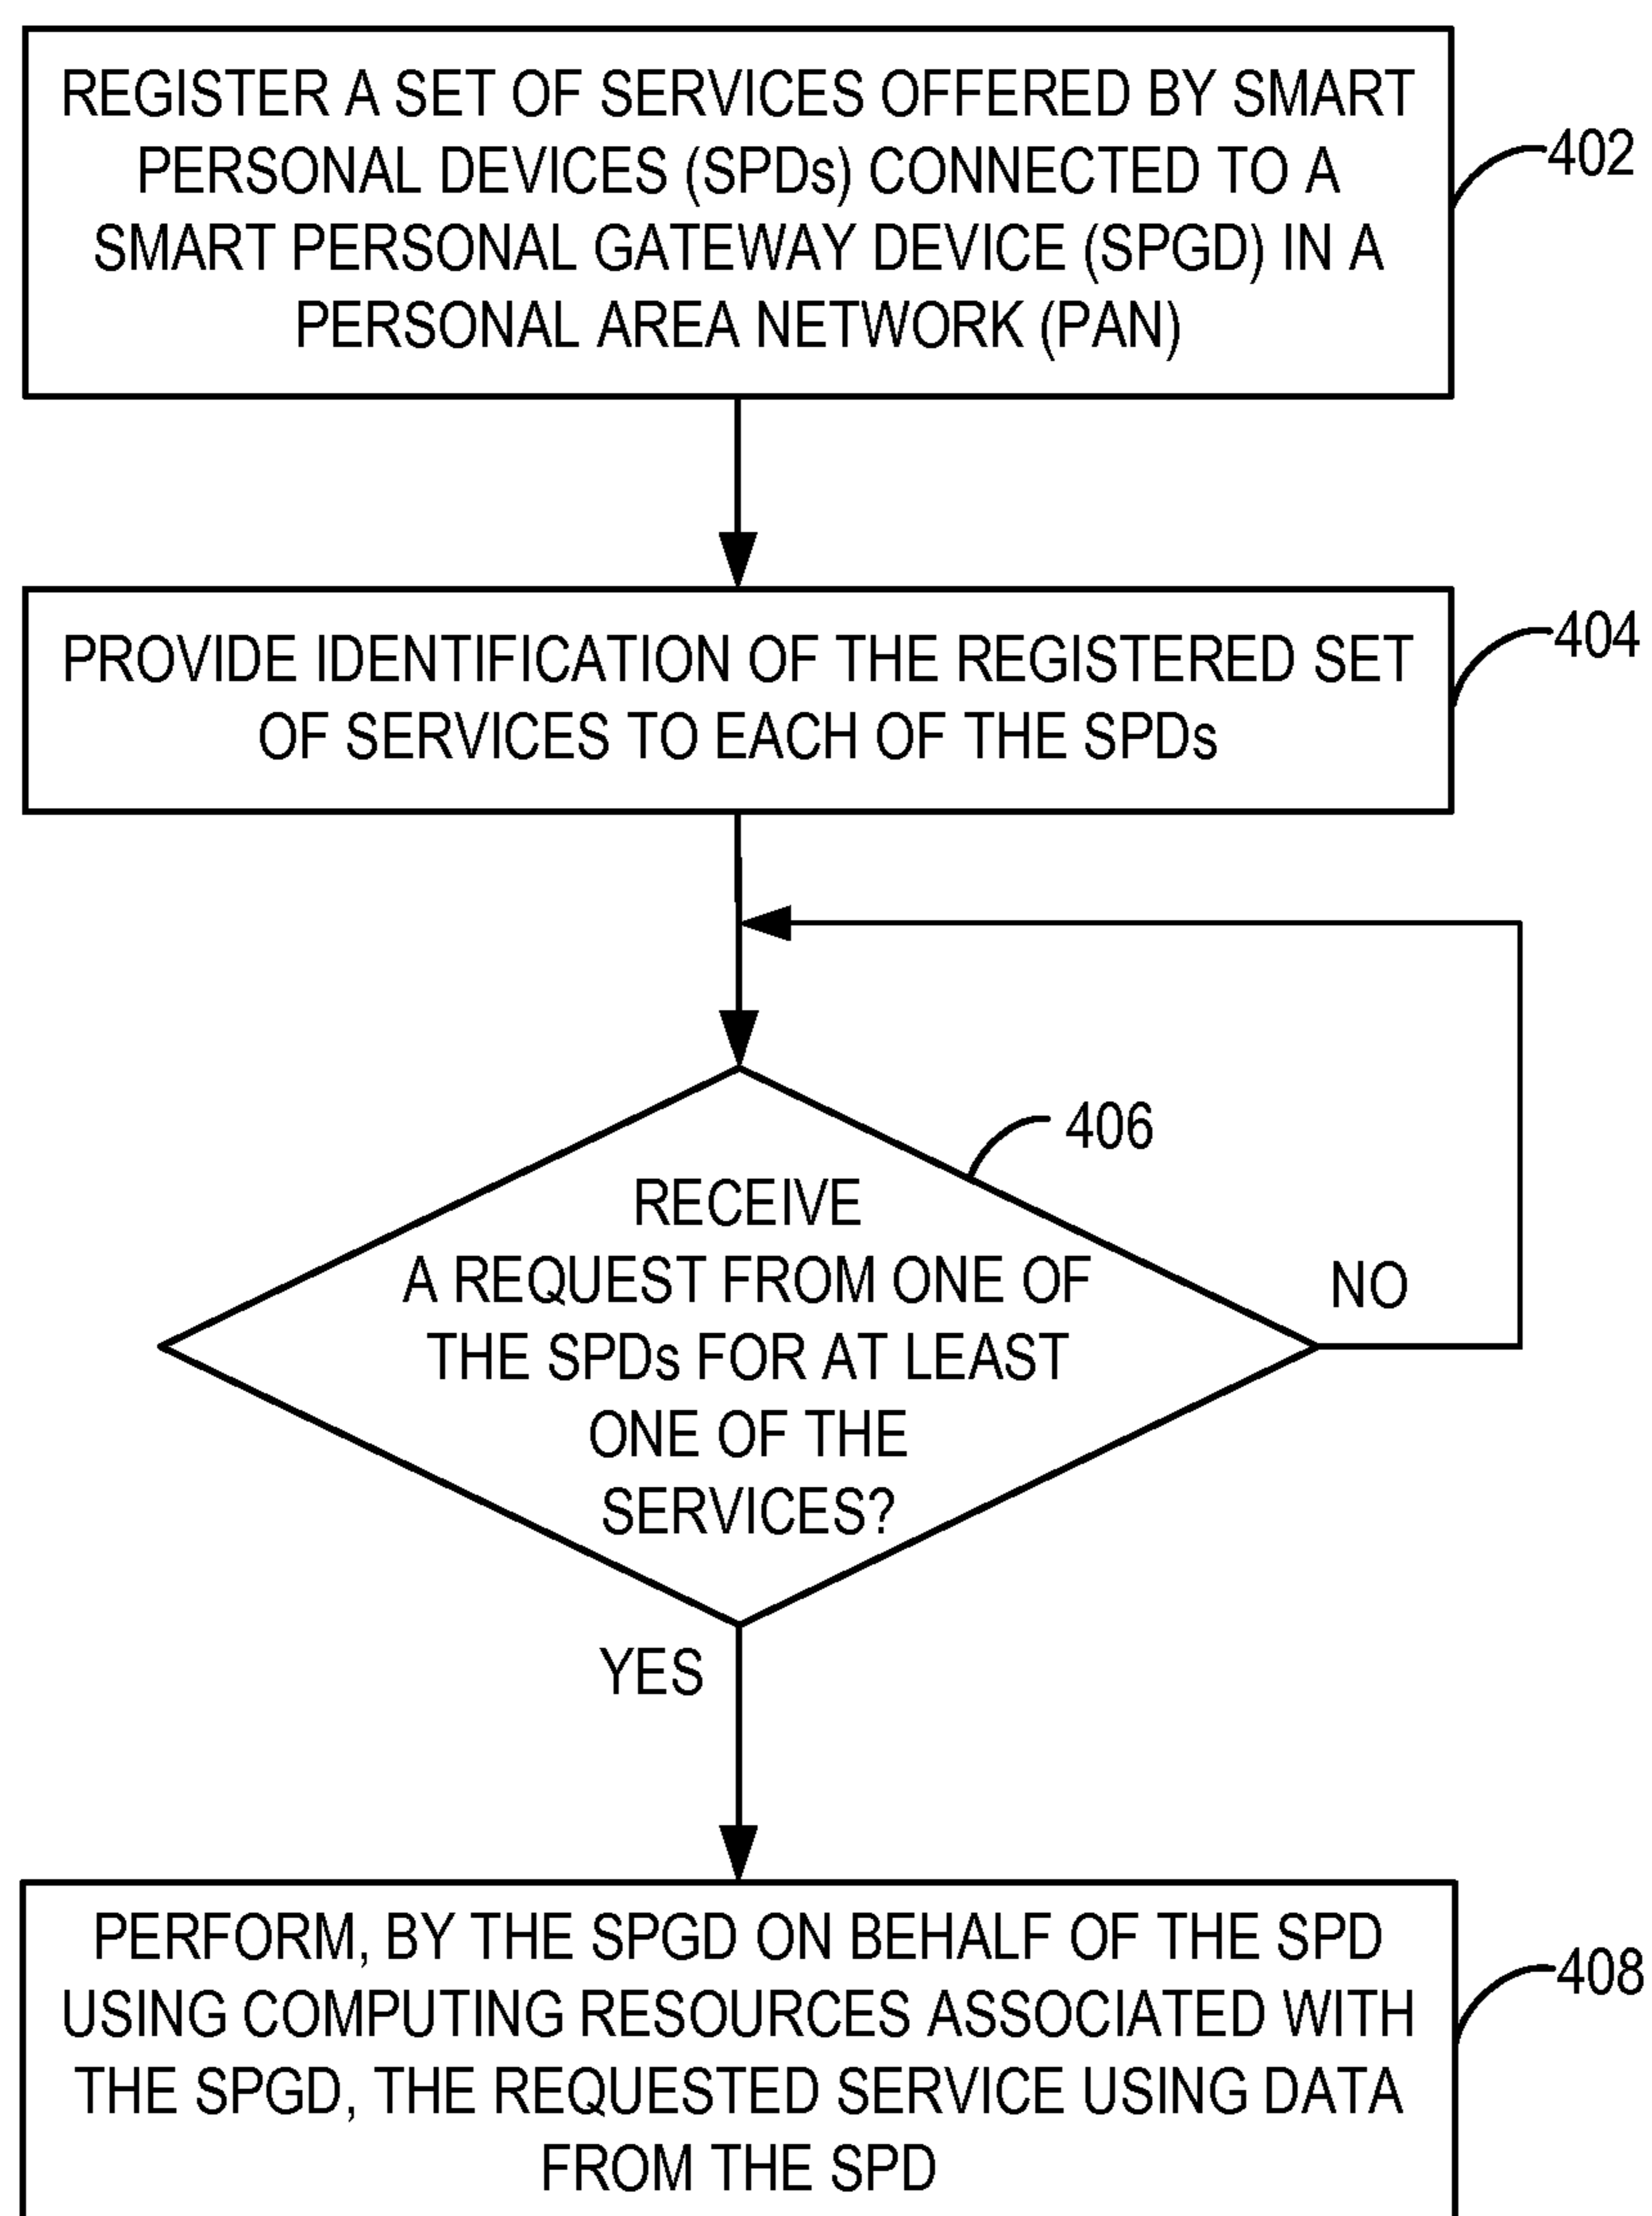 REGISTER A SET OF SERVICES OFFERED BY SMART
PERSONAL DEVICES (SPDs) CONNECTED TO A
SMART PERSONAL GATEWAY DEVICE (SPGD) IN A
PERSONAL AREA NETWORK (PAN)
402
PROVIDE IDENTIFICATION OF THE REGISTERED SET
OF SERVICES TO EACH OF THE SPDs
404
406
RECEIVE
A REQUEST FROM ONE OF
THE SPDs FOR AT LEAST
ONE OF THE
SERVICES?
NO
YES
PERFORM, BY THE SPGD ON BEHALF OF THE SPD
USING COMPUTING RESOURCES ASSOCIATED WITH
THE SPGD, THE REQUESTED SERVICE USING DATA
FROM THE SPD
408